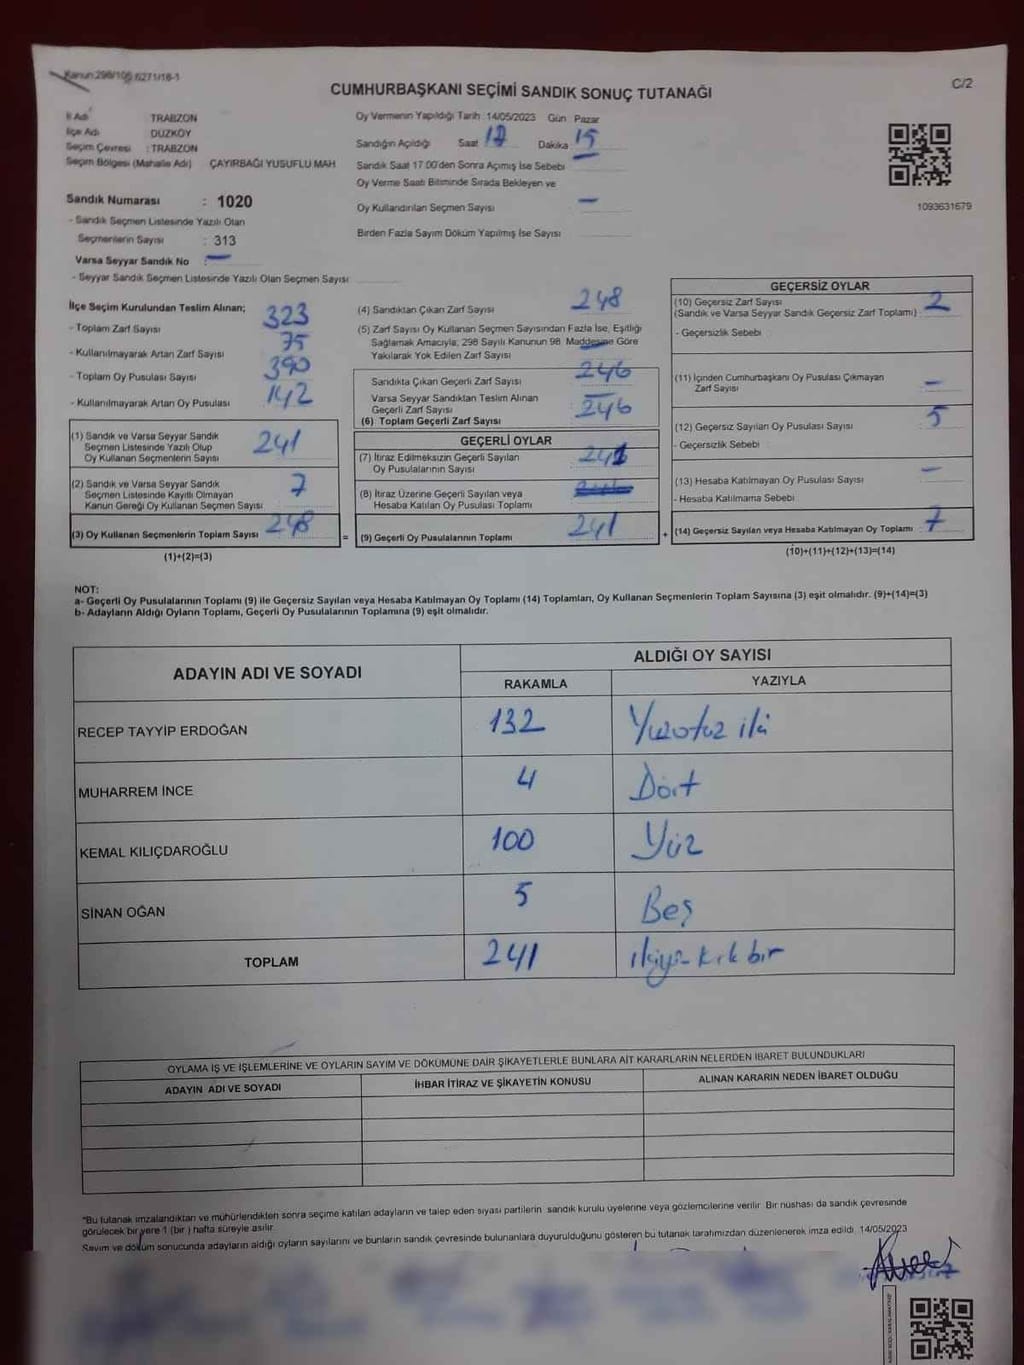 Kanun:298/105 6271/18-1
C/2
CUMHURBAŞKANI SEÇİMİ SANDIK SONUÇ TUTANAĞI
İl Adı TRABZON
İlçe Adı DÜZKÖY
Seçim Çevresi : TRABZON
Seçim Bölgesi (Mahalle Adı) ÇAYIRBAĞI YUSUFLU MAH
Sandık Numarası : 1020
- Sandık Seçmen Listesinde Yazılı Olan
Seçmenlerin Sayısı : 313
Varsa Seyyar Sandık No : -
- Seyyar Sandık Seçmen Listesinde Yazılı Olan Seçmen Sayısı
Oy Vermenin Yapıldığı Tarih :14/05/2023 Gün : Pazar
Sandığın Açıldığı Saat Dakika : 15
Sandık Saat 17.00'den Sonra Açılmış İse Sebebi
Oy Verme Saati Bitiminde Sırada Bekleyen ve
Oy Kullandırılan Seçmen Sayısı -
Birden Fazla Sayım Döküm Yapılmış İse Sayısı
1093631679
İlçe Seçim Kurulundan Teslim Alınan;
- Toplam Zarf Sayısı 323
- Kullanılmayarak Artan Zarf Sayısı 75
- Toplam Oy Pusulası Sayısı 390
- Kullanılmayarak Artan Oy Pusulası 142
(1) Sandık ve Varsa Seyyar Sandık
Seçmen Listesinde Yazılı Olup
Oy Kullanan Seçmenlerin Sayısı 241
(2) Sandık ve Varsa Seyyar Sandık
Seçmen Listesinde Kayıtlı Olmayan
Kanun Gereği Oy Kullanan Seçmen Sayısı 7
(3) Oy Kullanan Seçmenlerin Toplam Sayısı 248
(1)+(2)=(3)
=
(4) Sandıktan Çıkan Zarf Sayısı 248
(5) Zarf Sayısı Oy Kullanan Seçmen Sayısından Fazla İse, Eşitliği
Sağlamak Amacıyla; 298 Sayılı Kanunun 98 Maddesine Göre
Yakılarak Yok Edilen Zarf Sayısı -
Sandıkta Çıkan Geçerli Zarf Sayısı 246
Varsa Seyyar Sandıktan Teslim Alınan
Geçerli Zarf Sayısı -
(6) Toplam Geçerli Zarf Sayısı 246
GEÇERLİ OYLAR
(7) İtiraz Edilmeksizin Geçerli Sayılan
Oy Pusulalarının Sayısı 241
(8) İtiraz Üzerine Geçerli Sayılan veya
Hesaba Katılan Oy Pusulası Toplamı
(9) Geçerli Oy Pusulalarının Toplamı 241
+
GEÇERSİZ OYLAR
(10) Geçersiz Zarf Sayısı
(Sandık ve Varsa Seyyar Sandık Geçersiz Zarf Toplamı) : 2
- Geçersizlik Sebebi
(11) İçinden Cumhurbaşkanı Oy Pusulası Çıkmayan
Zarf Sayısı -
(12) Geçersiz Sayılan Oy Pusulası Sayısı 5
- Geçersizlik Sebebi
(13) Hesaba Katılmayan Oy Pusulası Sayısı -
- Hesaba Katılmama Sebebi
(14) Geçersiz Sayılan veya Hesaba Katılmayan Oy Toplamı : 7
(10)+(11)+(12)+(13)=(14)
NOT:
a- Geçerli Oy Pusulalarının Toplamı (9) ile Geçersiz Sayılan veya Hesaba Katılmayan Oy Toplamı (14) Toplamları, Oy Kullanan Seçmenlerin Toplam Sayısına (3) eşit olmalıdır. (9)+(14)=(3)
b- Adayların Aldığı Oyların Toplamı, Geçerli Oy Pusulalarının Toplamına (9) eşit olmalıdır.
ADAYIN ADI VE SOYADI ALDIĞI OY SAYISI
RAKAMLA YAZIYLA
RECEP TAYYİP ERDOĞAN 132 Yüzotuz iki
MUHARREM İNCE 4 Dört
KEMAL KILIÇDAROĞLU 100 Yüz
SİNAN OĞAN 5 Beş
TOPLAM 241 ikiyüz kırk bir
OYLAMA İŞ VE İŞLEMLERİNE VE OYLARIN SAYIM VE DÖKÜMÜNE DAİR ŞİKAYETLERLE BUNLARA AİT KARARLARIN NELERDEN İBARET BULUNDUKLARI
ADAYIN ADI VE SOYADI İHBAR İTİRAZ VE ŞİKAYETİN KONUSU ALINAN KARARIN NEDEN İBARET OLDUĞU
*Bu tutanak imzalandıktan ve mühürlendikten sonra seçime katılan adayların ve talep eden siyasi partilerin sandık kurulu üyelerine veya gözlemcilerine verilir. Bir nüshası da sandık çevresinde
görülecek bir yere 1 (bir ) hafta süreyle asılır.
Sayım ve döküm sonucunda adayların aldığı oyların sayılarını ve bunların sandık çevresinde bulunanlara duyurulduğunu gösteren bu tutanak tarafımızdan düzenlenerek imza edildi. 14/05/2023